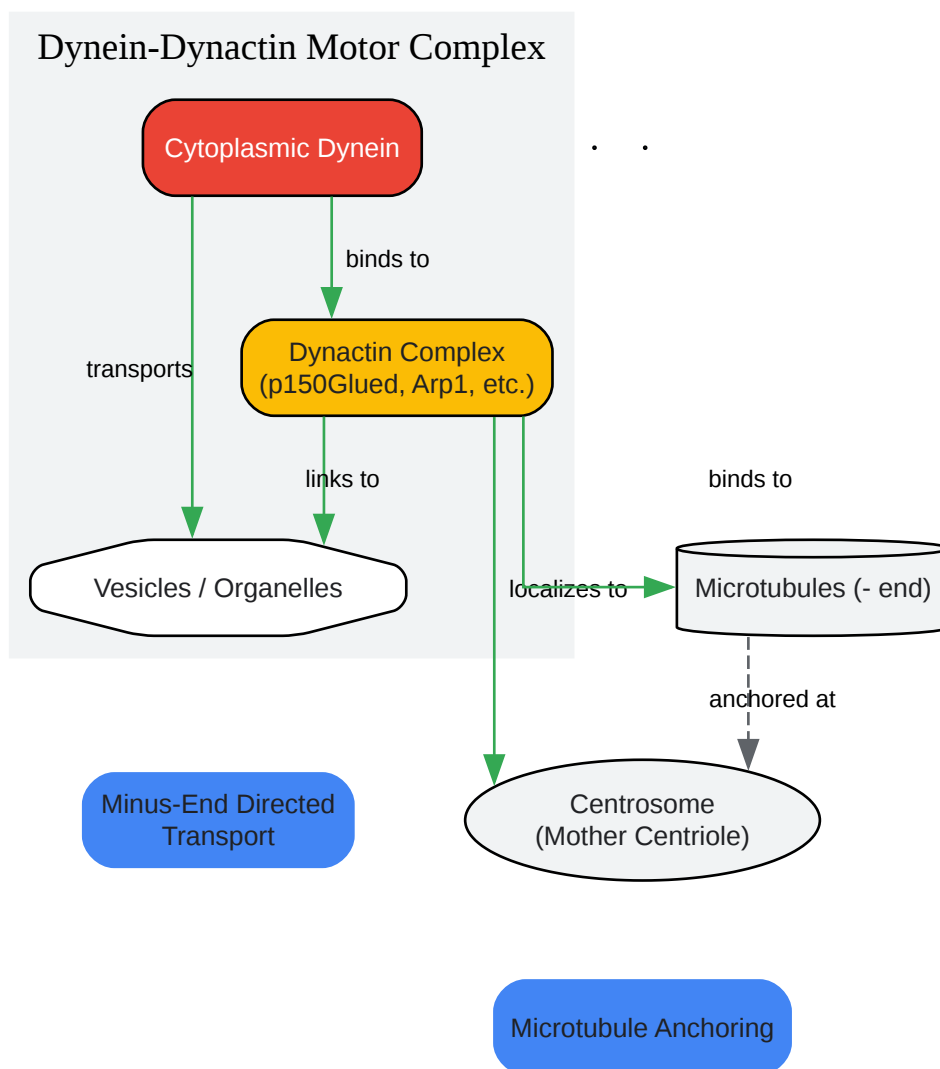 Dynein-Dynactin Motor Complex
Cytoplasmic Dynein
. .
binds to
transports
Dynactin Complex
(p150Glued, Arp1, etc.)
links to
binds to
Vesicles / Organelles
localizes to
Microtubules (- end)
anchored at
Minus-End Directed
Transport
Centrosome
(Mother Centriole)
Microtubule Anchoring